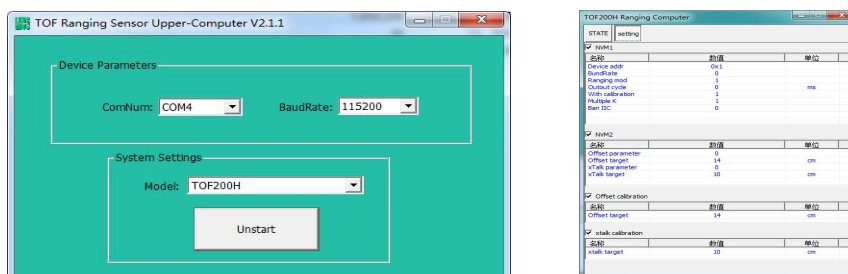 TOF Ranging Sensor Upper-Computer V2.1.1
Device Parameters
ComNum: COM4 BaudRate: 115200
System Settings
Model: TOF200H
Unstart
TOF200H Ranging Computer
STATE setting
NVM1
名称 数值 单位
Device addr 0x1
BundRate 0
Ranging mod 1
Outout cycle 0 ms
With calibration 1
Multiple K 1
Ban IIC 0
NVM2
名称 数值 单位
Offset parameter 0
Offset target 14 cm
xTalk parameter 0
xTalk target 10 cm
Offset calibration
名称 数值 单位
Offset target 14 cm
xtalk calibration
名称 数值 单位
xtalk target 10 cm